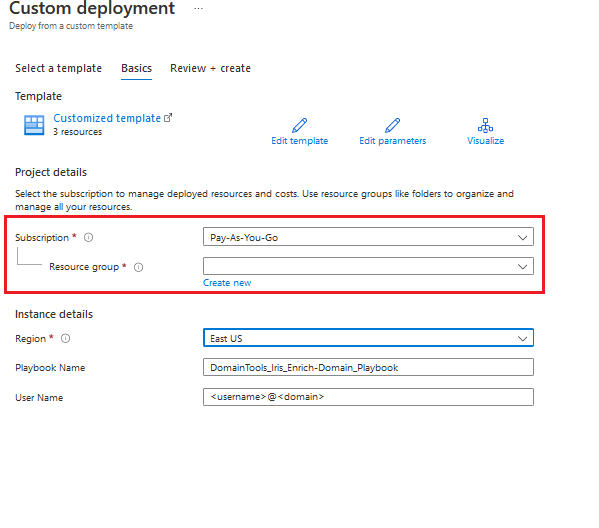 Custom deployment ...
Deploy from a custom template
Select a template Basics Review + create
Template
Customized template
3 resources
Edit template Edit parameters Visualize
Project details
Select the subscription to manage deployed resources and costs. Use resource groups like folders to organize and
manage all your resources.
Subscription * Pay-As-You-Go
Resource group *
Create new
Instance details
Region * East US
Playbook Name DomainTools_Iris_Enrich-Domain_Playbook
User Name <username>@<domain>